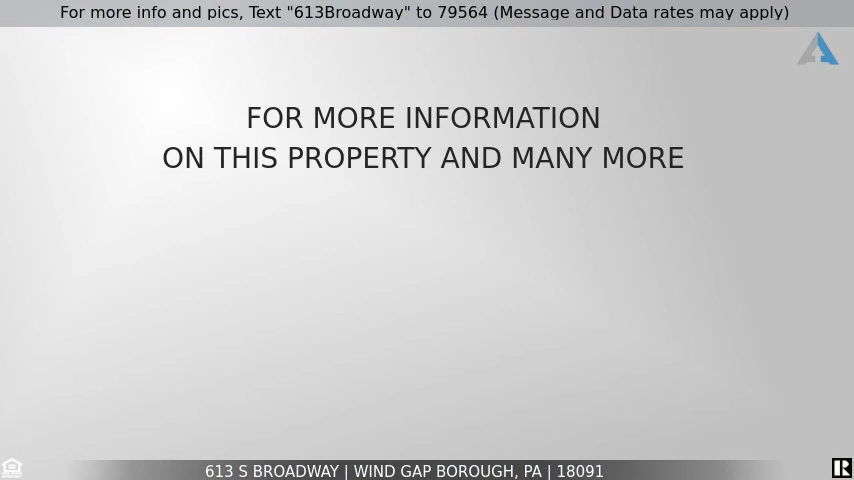 For more info and pics, Text "613Broadway" to 79564 (Message and Data rates may apply)
FOR MORE INFORMATION
ON THIS PROPERTY AND MANY MORE
613 S BROADWAY | WIND GAP BOROUGH, PA | 18091